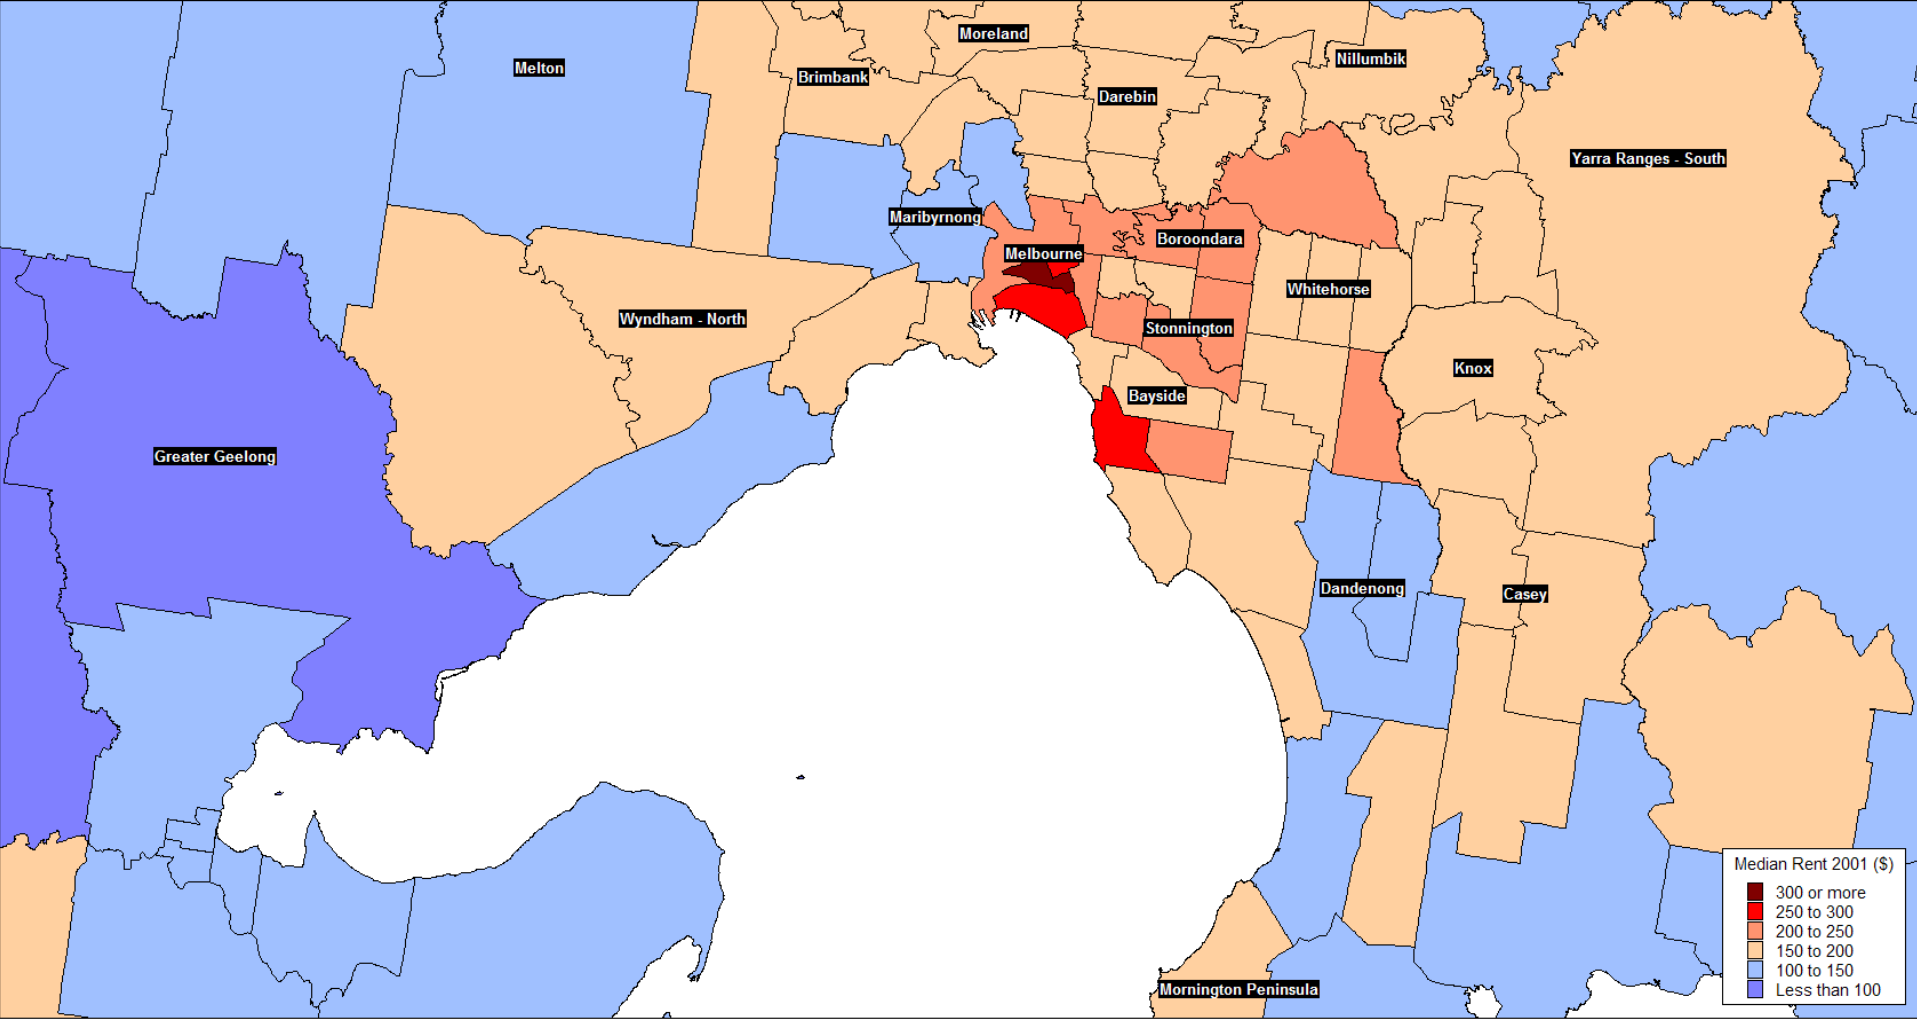 Moreland
Nillumbik
Melton
Brimbank
Darebin
Yarra Ranges - South
Maribyrnong
Boroondara
Melbourne
Whitehorse
Wyndham - North
Stonnington
Knox
Bayside
Greater Geelong
Dandenong
Casey
Mornington Peninsula
Median Rent 2001 ($)
300 or more
250 to 300
200 to 250
150 to 200
100 to 150
Less than 100